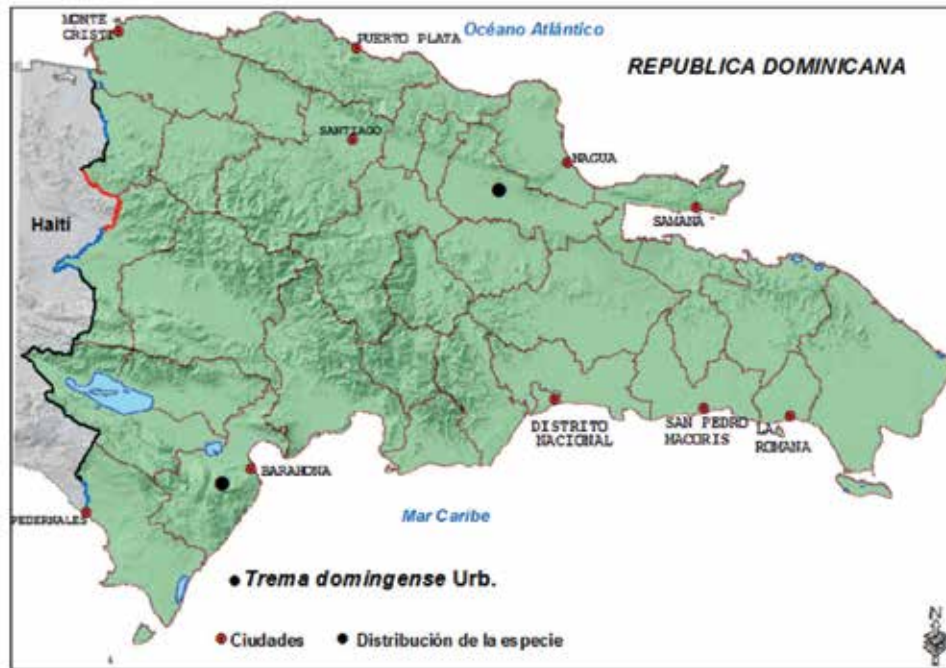 MONTE
CRISTI
PUERTO PLATA
Océano Atlántico
REPUBLICA DOMINICANA
SANTIAGO
NAGUA
SAMANA
Haití
DISTRITO
NACIONAL
SAN PEDRO
MACORIS
LA
ROMANA
BARAHONA
PEDERNALES
Mar Caribe
Trema domingense Urb.
Ciudades
Distribución de la especie
N